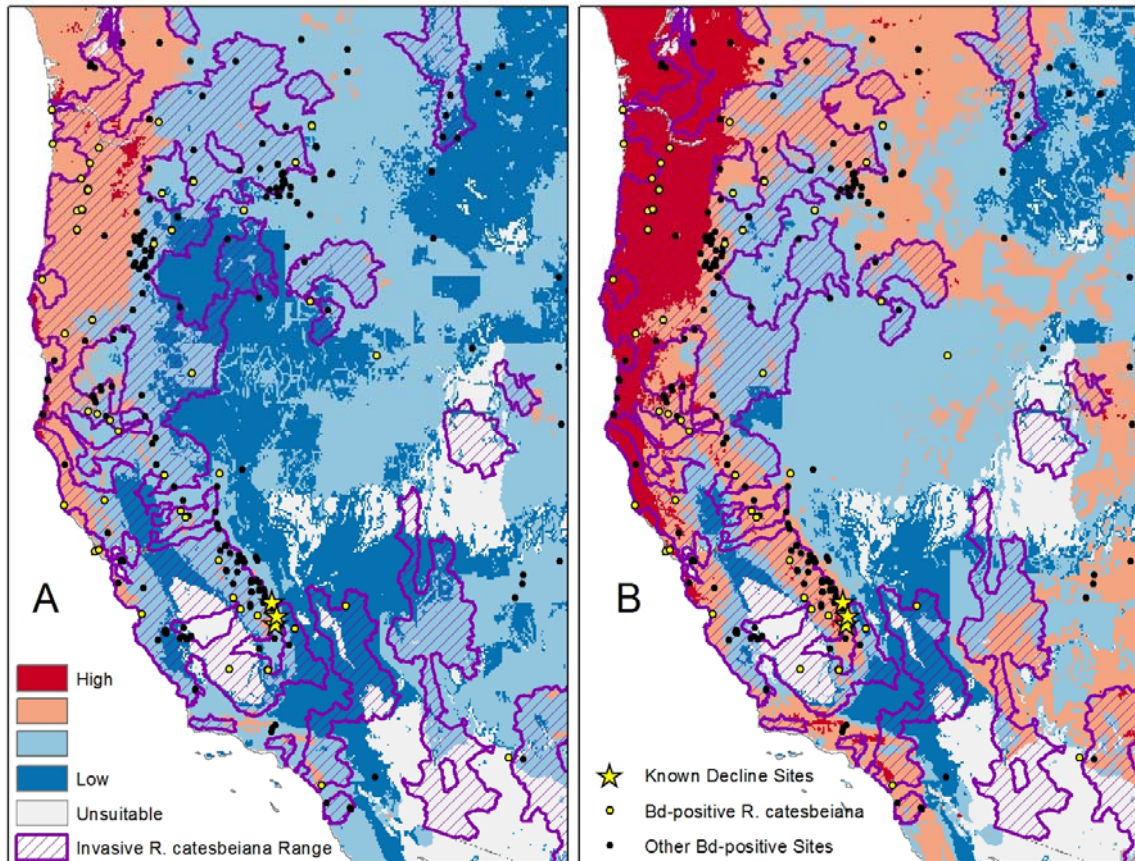 A
High
Low
Unsuitable
Invasive R. catesbeiana Range
B
Known Decline Sites
Bd-positive R. catesbeiana
Other Bd-positive Sites